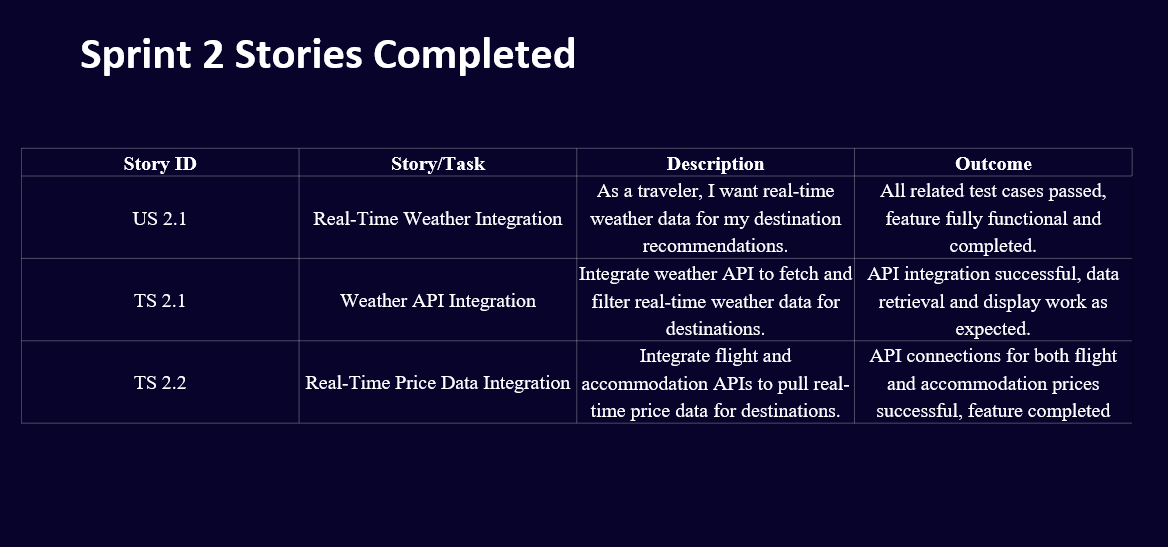 Sprint 2 Stories Completed
Story ID Story/Task Description Outcome
US 2.1
Real-Time Weather Integration
As a traveler, I want real-time
weather data for my destination
recommendations.
All related test cases passed,
feature fully functional and
completed.
TS 2.1
Weather API Integration
Integrate weather API to fetch and
filter real-time weather data for
destinations.
API integration successful, data
retrieval and display work as
expected.
TS 2.2
Real-Time Price Data Integration
Integrate flight and
accommodation APIs to pull real-
time price data for destinations.
API connections for both flight
and accommodation prices
successful, feature completed